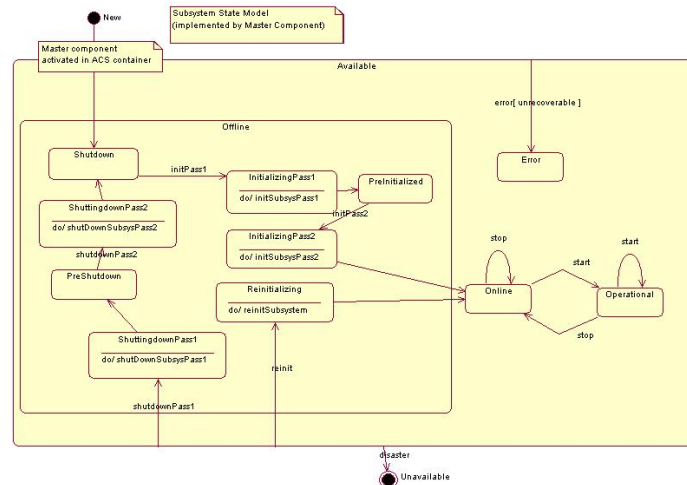 New
Subsystem State Model
(implemented by Master Component)
Master component
activated in ACS container
Available
error[ unrecoverable ]
Offline
Shutdown
initPass1
InitializingPass1
do/ initSubsysPass1
PreInitialized
Error
initPass2
ShuttingdownPass2
do/ shutDownSubsysPass2
InitializingPass2
do/ initSubsysPass2
shutdownPass2
stop
start
start
PreShutdown
Reinitializing
do/ reinitSubsystem
Online
Operational
stop
ShuttingdownPass1
do/ shutDownSubsysPass1
reinit
shutdownPass1
disaster
Unavailable